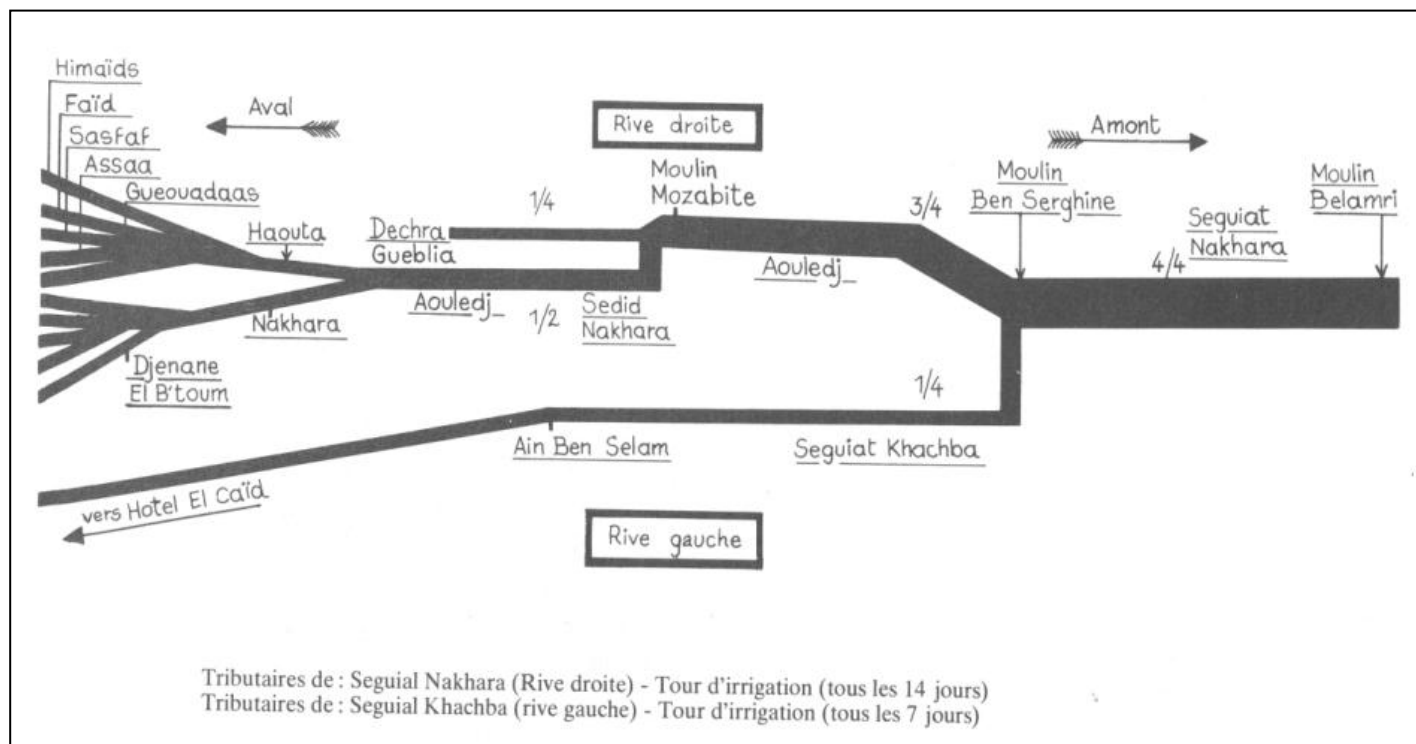 Himaïds
Faïd
Sasfaf
Assaa
Gueouadaas
Aval
Rive droite
Amont
Moulin
Mozabite
Moulin
Ben Serghine
Moulin
Belamri
1/4
3/4
Haouta
Dechra
Gueblia
Seguiat
Nakhara
4/4
Aouledj
Aouledj
1/2
Sedid
Nakhara
Nakhara
Djenane
El B'toum
1/4
Ain Ben Selam
Seguiat Khachba
vers Hotel El Caïd
Rive gauche
Tributaires de : Seguial Nakhara (Rive droite) - Tour d'irrigation (tous les 14 jours)
Tributaires de : Seguial Khachba (rive gauche) - Tour d'irrigation (tous les 7 jours)